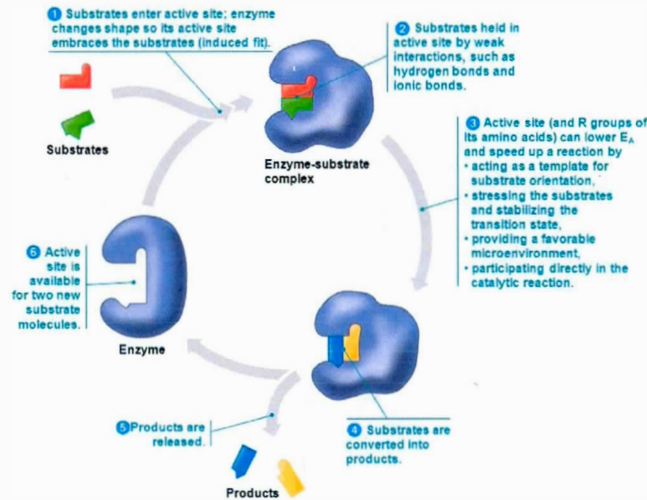 1 Substrates enter active site; enzyme
changes shape so its active site
embraces the substrates (induced fit).
2 Substrates held in
active site by weak
interactions, such as
hydrogen bonds and
ionic bonds.
Substrates
Enzyme-substrate
complex
3 Active site (and R groups of
its amino acids) can lower EA
and speed up a reaction by
• acting as a template for
substrate orientation,
• stressing the substrates
and stabilizing the
transition state,
• providing a favorable
microenvironment,
• participating directly in the
catalytic reaction.
6 Active
site is
available
for two new
substrate
molecules.
Enzyme
5 Products are
released.
4 Substrates are
converted into
products.
Products